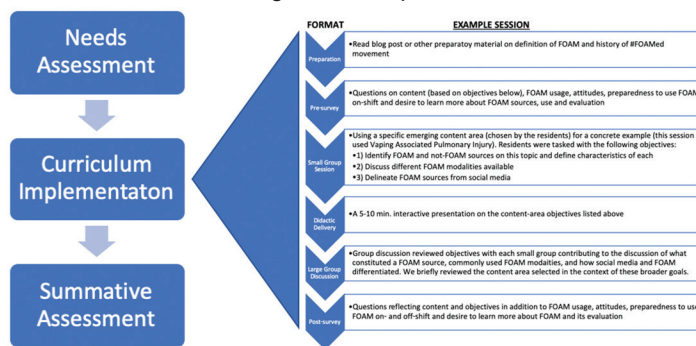 Needs
Assessment
Curriculum
Implementaton
Summative
Assessment
FORMAT
EXAMPLE SESSION
Preparation
•Read blog post or other preparatoy material on definition of FOAM and history of #FOAMed
movement
Pre-survey
•Questions on content (based on objectives below), FOAM usage, attitudes, preparedness to use FOAM
on-shift and desire to learn more about FOAM sources, use and evaluation
Small Group
Session
•Using a specific emerging content area (chosen by the residents) for a concrete example (this session
used Vaping Associated Pulmonary Injury). Residents were tasked with the following objectives:
•1) Identify FOAM and not-FOAM sources on this topic and define characteristics of each
•2) Discuss different FOAM modalities available
•3) Delineate FOAM sources from social media
Didactic
Delivery
•A 5-10 min. interactive presentation on the content-area objectives listed above
Large Group
Discussion
•Group discussion reviewed objectives with each small group contributing to the discussion of what
constituted a FOAM source, commonly used FOAM modaities, and how social media and FOAM
differentiated. We briefly reviewed the content area selected in the context of these broader goals.
Post-survey
•Questions reflecting content and objectives in addition to FOAM usage, attitudes, preparedness to use
FOAM on- and off-shift and desire to learn more about FOAM and its evaluation